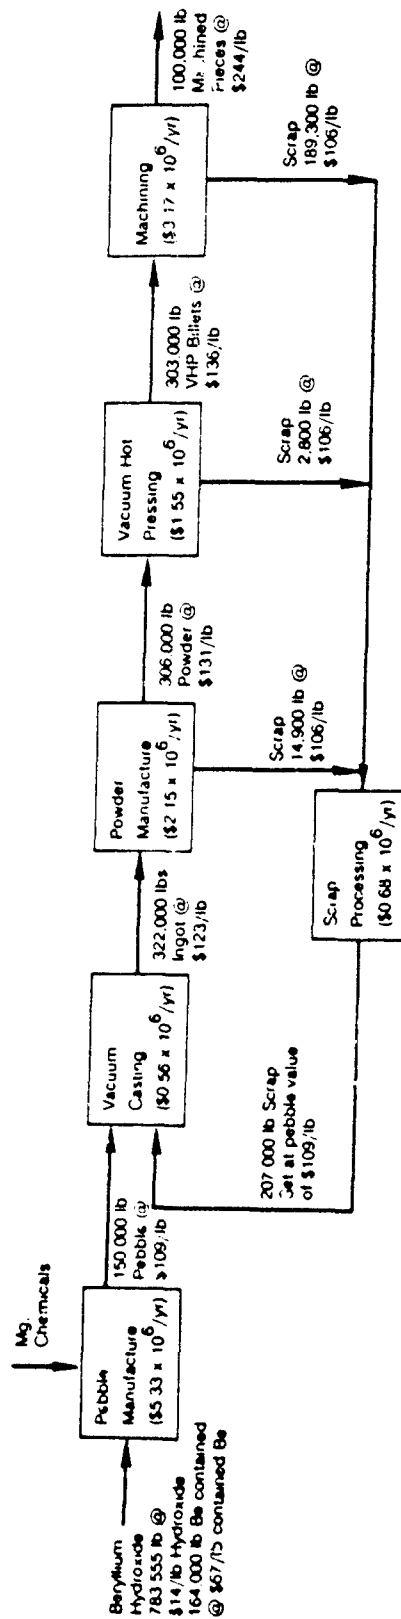 Mg.
Chemicals
Beryllium
Hydroxide
783 555 lb @
$14/lb Hydroxide
164.000 lb Be contained
@ $67/lb contained Be
Pebble
Manufacture
($5 33 x 10⁶/yr)
150.000 lb
Pebble @
$109/lb
Vacuum
Casting
($0.56 x 10⁶/yr)
322.000 lbs
Ingot @
$123/lb
Powder
Manufacture
($2 15 x 10⁶/yr)
306.000 lb
Powder @
$131/lb
Vacuum Hot
Pressing
($1 55 x 10⁶/yr)
303.000 lb
VHP Billets @
$136/lb
Machining
($3 17 x 10⁶/yr)
100.000 lb
Machined
Pieces @
$244/lb
207 000 lb Scrap
Set at pebble value
of $109/lb
Scrap
Processing
($0 68 x 10⁶/yr)
Scrap
14.900 lb @
$106/lb
Scrap
2,800 lb @
$106/lb
Scrap
189,300 lb @
$106/lb